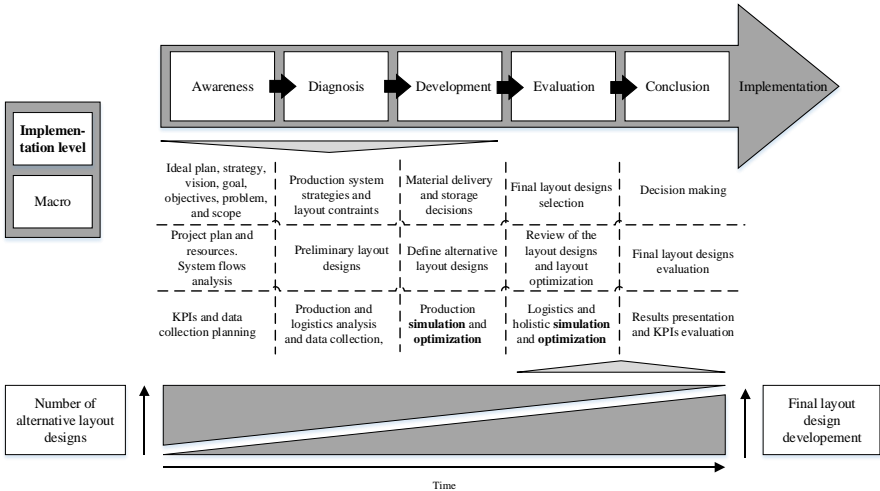 Awareness
Diagnosis
Development
Evaluation
Conclusion
Implementation
Implemen-
tation level
Macro
Ideal plan, strategy,
vision, goal,
objectives, problem,
and scope
Production system
strategies and
layout contraints
Material delivery
and storage
decisions
Final layout designs
selection
Decision making
Project plan and
resources.
System flows
analysis
Preliminary layout
designs
Define alternative
layout designs
Review of the
layout designs
and layout
optimization
Final layout designs
evaluation
KPIs and data
collection planning
Production and
logistics analysis
and data collection,
Production
simulation and
optimization
Logistics and
holistic simulation
and optimization
Results presentation
and KPIs evaluation
Number of
alternative layout
designs
Final layout
design
developement
Time